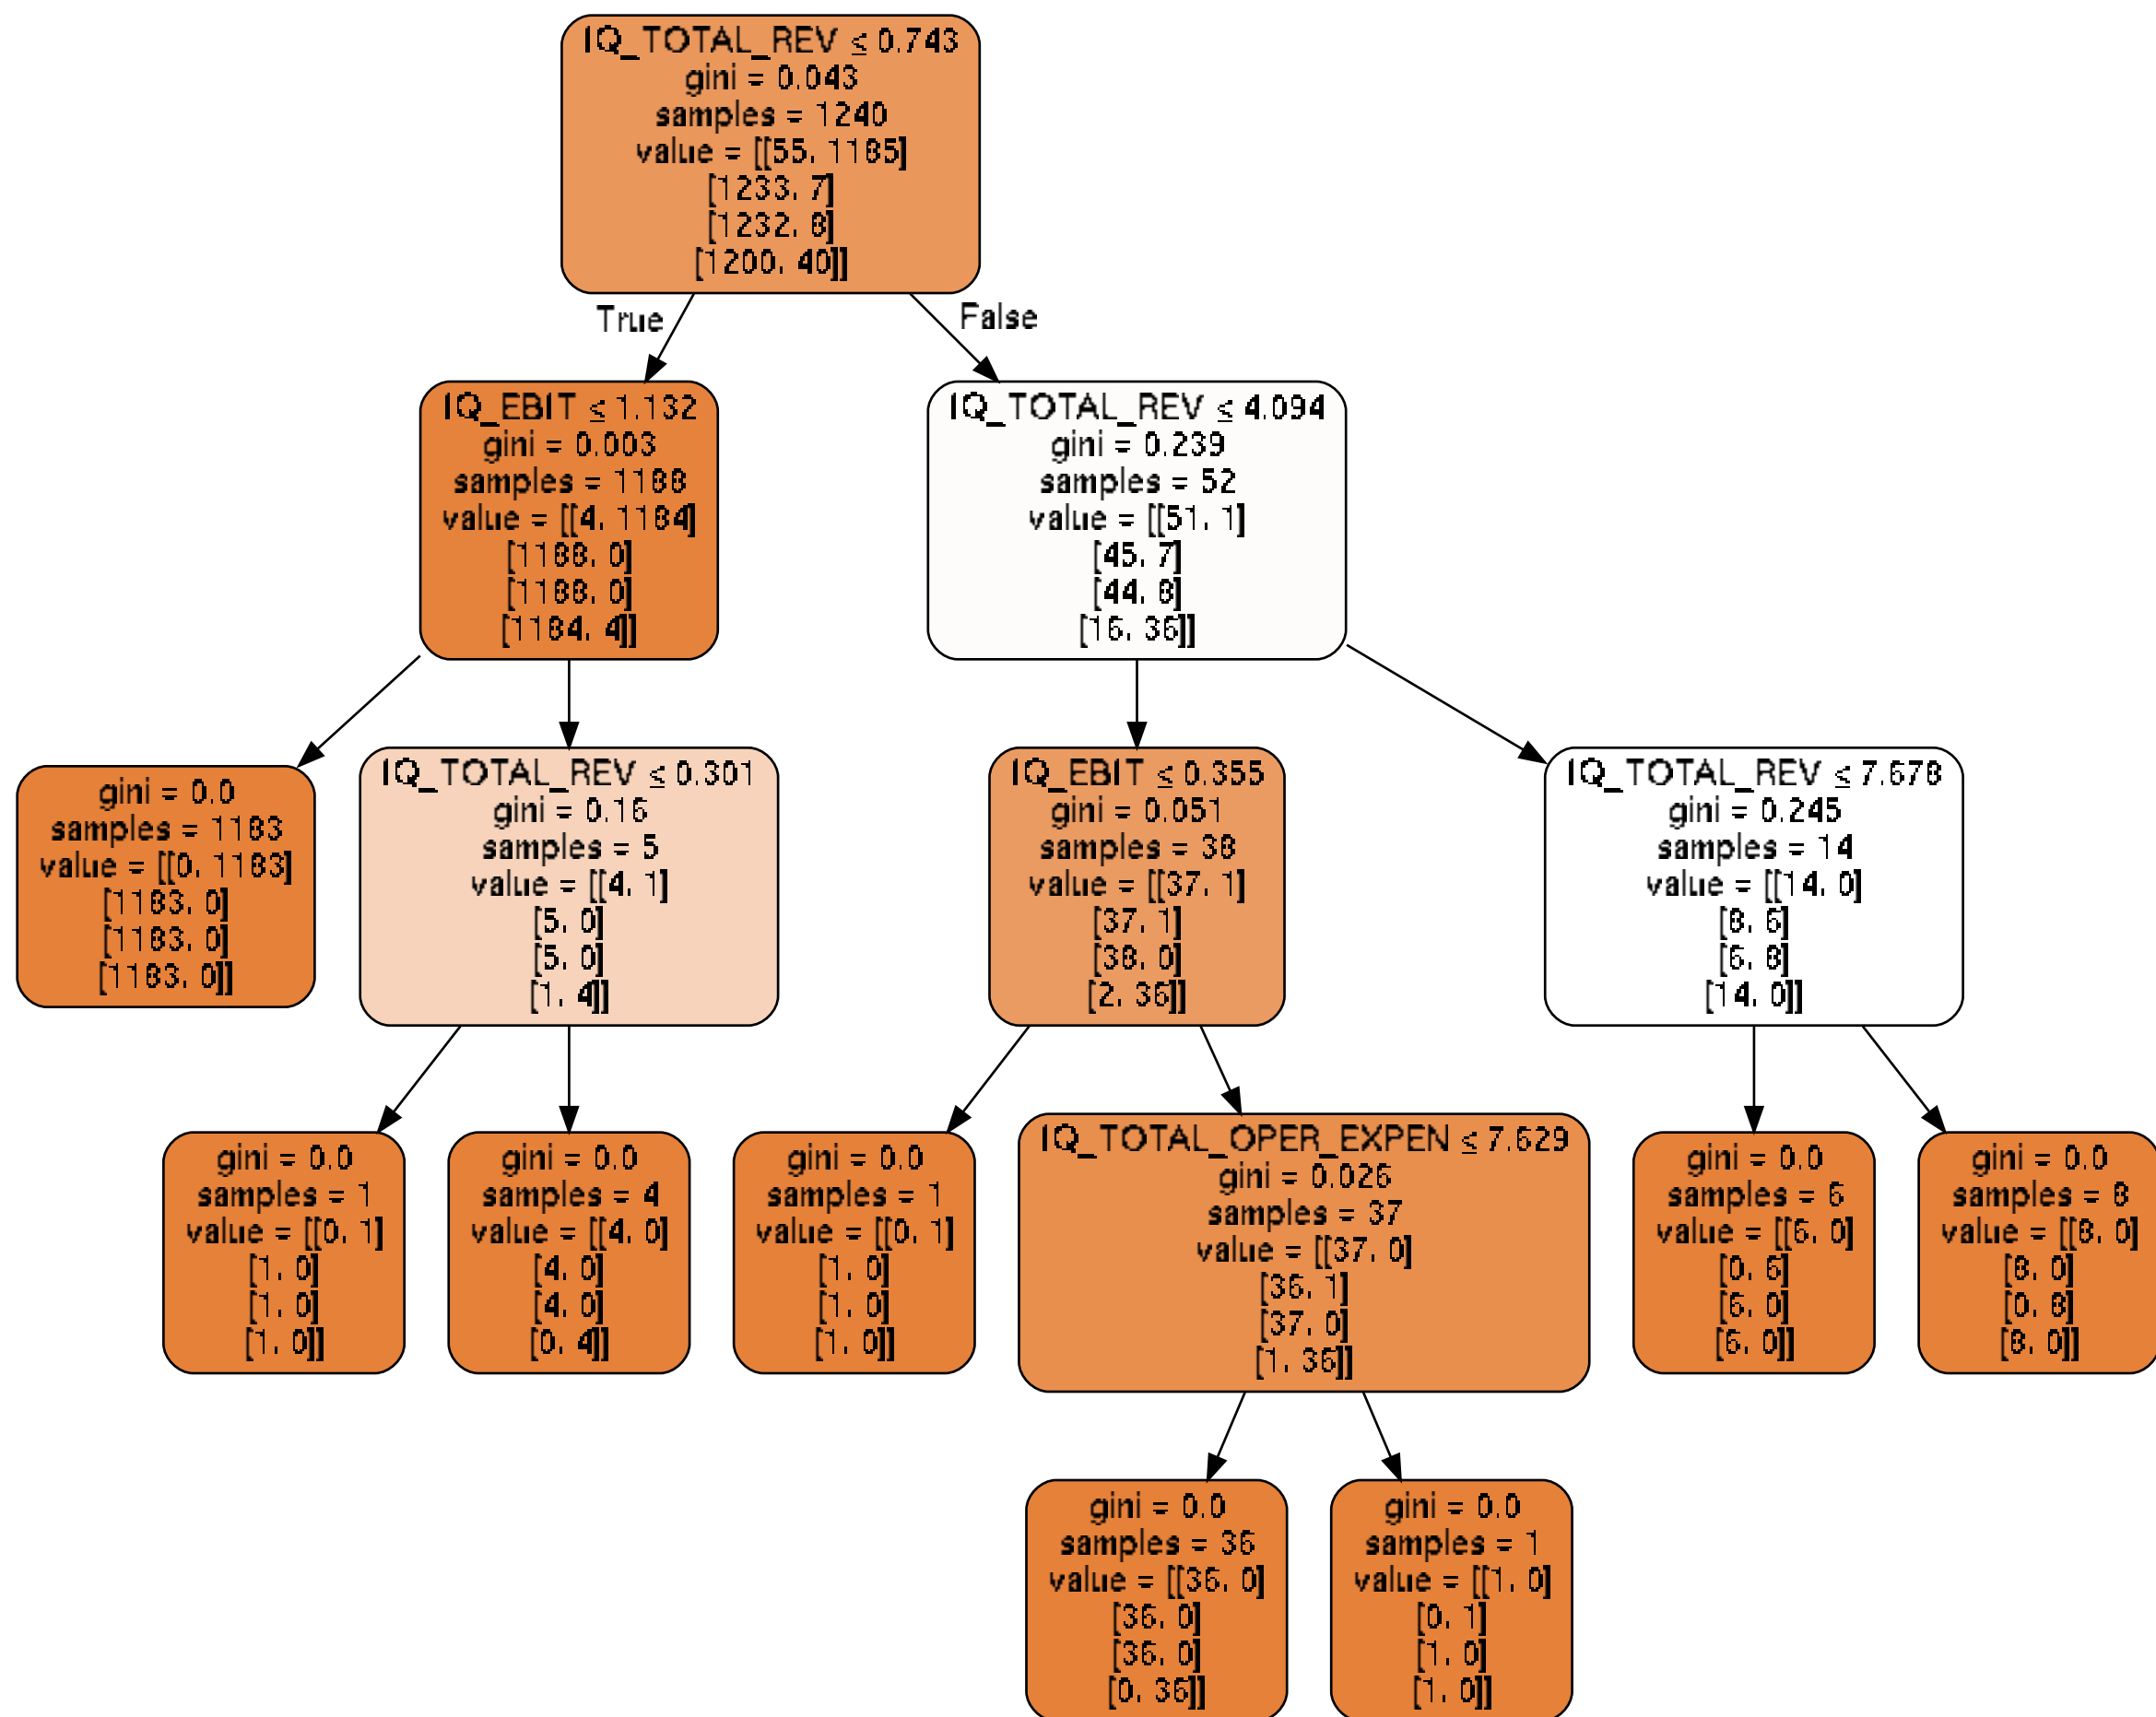 IQ_TOTAL_REV ≤ 0.743
gini = 0.043
samples = 1240
value = [[55, 1185]
[1233, 7]
[1232, 8]
[1200, 40]]
True
False
IQ_EBIT ≤ 1.132
gini = 0.003
samples = 1188
value = [[4, 1184]
[1188, 0]
[1188, 0]
[1184, 4]]
IQ_TOTAL_REV ≤ 4.094
gini = 0.239
samples = 52
value = [[51, 1]
[45, 7]
[44, 8]
[16, 36]]
gini = 0.0
samples = 1183
value = [[0, 1183]
[1183, 0]
[1183, 0]
[1183, 0]]
IQ_TOTAL_REV ≤ 0.301
gini = 0.16
samples = 5
value = [[4, 1]
[5, 0]
[5, 0]
[1, 4]]
IQ_EBIT ≤ 0.355
gini = 0.051
samples = 38
value = [[37, 1]
[37, 1]
[38, 0]
[2, 36]]
IQ_TOTAL_REV ≤ 7.678
gini = 0.245
samples = 14
value = [[14, 0]
[8, 6]
[6, 8]
[14, 0]]
gini = 0.0
samples = 1
value = [[0, 1]
[1, 0]
[1, 0]
[1, 0]]
gini = 0.0
samples = 4
value = [[4, 0]
[4, 0]
[4, 0]
[0, 4]]
gini = 0.0
samples = 1
value = [[0, 1]
[1, 0]
[1, 0]
[1, 0]]
IQ_TOTAL_OPER_EXPEN ≤ 7.629
gini = 0.026
samples = 37
value = [[37, 0]
[36, 1]
[37, 0]
[1, 36]]
gini = 0.0
samples = 6
value = [[6, 0]
[0, 6]
[6, 0]
[6, 0]]
gini = 0.0
samples = 8
value = [[8, 0]
[8, 0]
[0, 8]
[8, 0]]
gini = 0.0
samples = 36
value = [[36, 0]
[36, 0]
[36, 0]
[0, 36]]
gini = 0.0
samples = 1
value = [[1, 0]
[0, 1]
[1, 0]
[1, 0]]